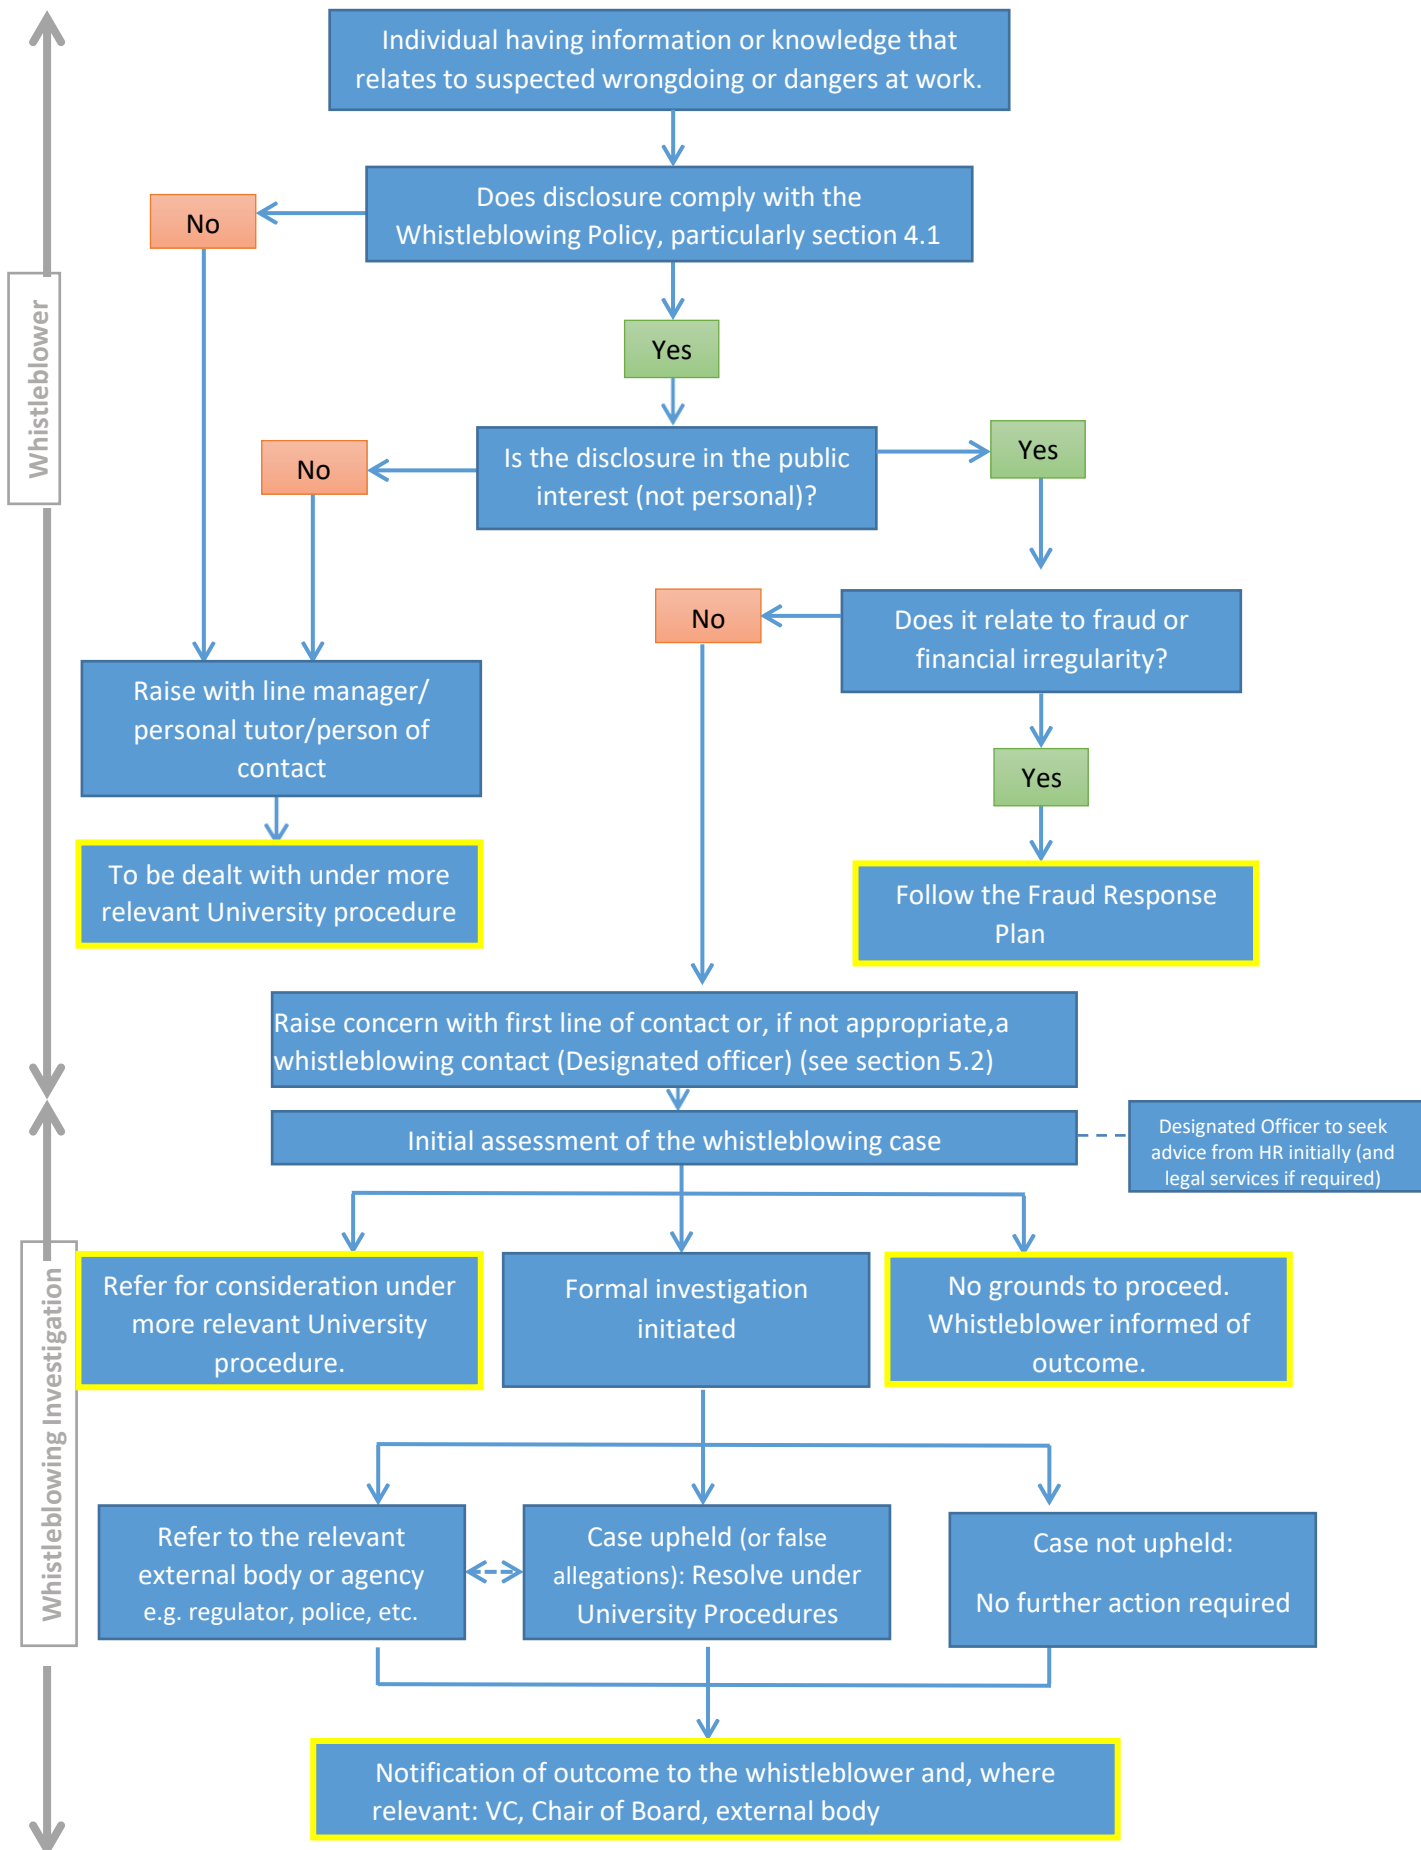 Individual having information or knowledge that
relates to suspected wrongdoing or dangers at work.
Does disclosure comply with the
Whistleblowing Policy, particularly section 4.1
No
Yes
Whistleblower
Is the disclosure in the public
interest (not personal)?
No
Yes
Does it relate to fraud or
financial irregularity?
No
Yes
Raise with line manager/
personal tutor/person of
contact
To be dealt with under more
relevant University procedure
Follow the Fraud Response
Plan
Raise concern with first line of contact or, if not appropriate,a
whistleblowing contact (Designated officer) (see section 5.2)
Initial assessment of the whistleblowing case
Designated Officer to seek
advice from HR initially (and
legal services if required)
Whistleblowing Investigation
Refer for consideration under
more relevant University
procedure.
Formal investigation
initiated
No grounds to proceed.
Whistleblower informed of
outcome.
Refer to the relevant
external body or agency
e.g. regulator, police, etc.
Case upheld (or false
allegations): Resolve under
University Procedures
Case not upheld:
No further action required
Notification of outcome to the whistleblower and, where
relevant: VC, Chair of Board, external body